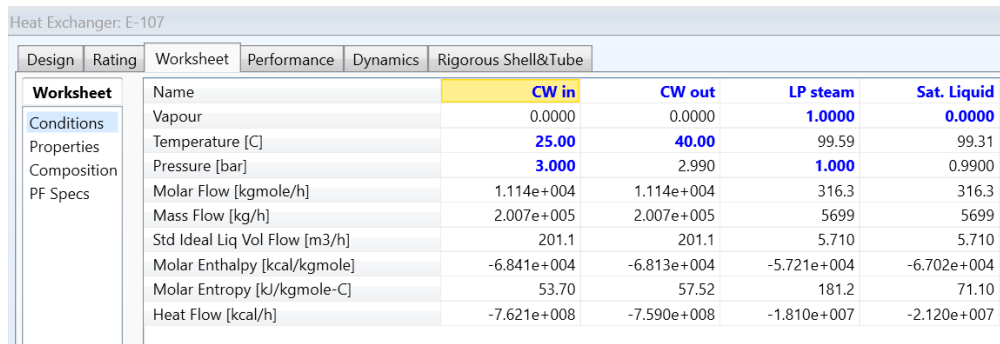 Heat Exchanger: E-107
Design Rating Worksheet Performance Dynamics Rigorous Shell&Tube
Worksheet
Conditions
Properties
Composition
PF Specs
Name CW in CW out LP steam Sat. Liquid
Vapour 0.0000 0.0000 1.0000 0.0000
Temperature [C] 25.00 40.00 99.59 99.31
Pressure [bar] 3.000 2.990 1.000 0.9900
Molar Flow [kgmole/h] 1.114e+004 1.114e+004 316.3 316.3
Mass Flow [kg/h] 2.007e+005 2.007e+005 5699 5699
Std Ideal Liq Vol Flow [m3/h] 201.1 201.1 5.710 5.710
Molar Enthalpy [kcal/kgmole] -6.841e+004 -6.813e+004 -5.721e+004 -6.702e+004
Molar Entropy [kJ/kgmole-C] 53.70 57.52 181.2 71.10
Heat Flow [kcal/h] -7.621e+008 -7.590e+008 -1.810e+007 -2.120e+007